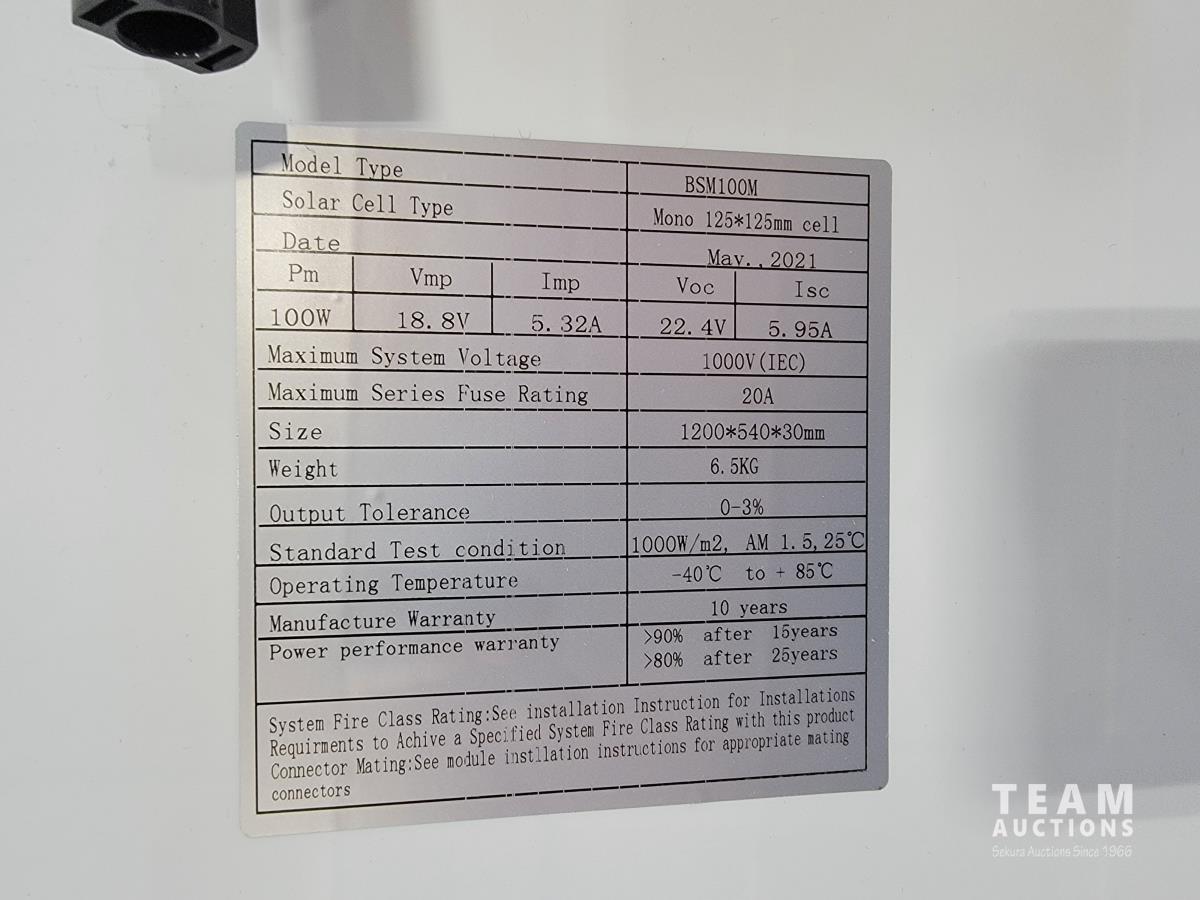 Model Type BSM100M
Solar Cell Type Mono 125*125mm cell
Date May., 2021
Pm Vmp Imp Voc Isc
100W 18.8V 5.32A 22.4V 5.95A
Maximum System Voltage 1000V(IEC)
Maximum Series Fuse Rating 20A
Size 1200*540*30mm
Weight 6.5KG
Output Tolerance 0-3%
Standard Test condition 1000W/m2, AM 1.5,25℃
Operating Temperature -40℃ to + 85℃
Manufacture Warranty 10 years
Power performance warranty >90% after 15years
>80% after 25years
System Fire Class Rating:See installation Instruction for Installations
Requirments to Achive a Specified System Fire Class Rating with this product
Connector Mating:See module instllation instructions for appropriate mating
connectors
TEAM
AUCTIONS
Sekura Auctions Since 1966